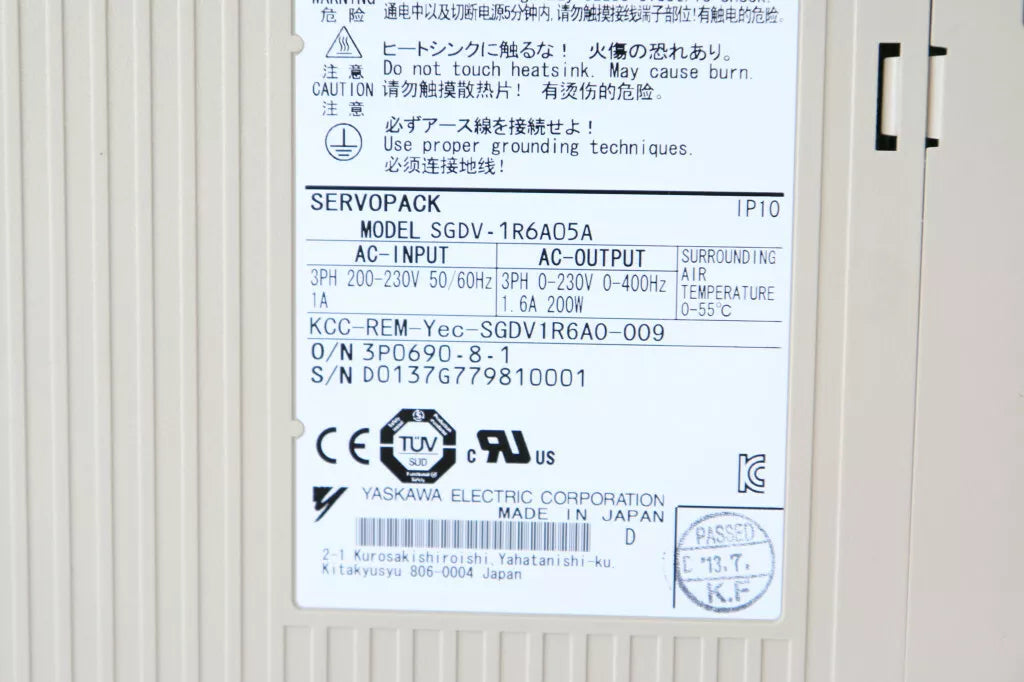 危 険
通电中以及切断电源5分钟内,请勿触摸接线端子部位!有触电的危险。
ヒートシンクに触るな! 火傷の恐れあり。
注 意
Do not touch heatsink. May cause burn.
CAUTION
请勿触摸散热片! 有烫伤的危险。
注 意
必ずアース線を接続せよ!
Use proper grounding techniques.
必须连接地线!
SERVOPACK
IP10
MODEL SGDV-1R6A05A
AC-INPUT
AC-OUTPUT
SURROUNDING
AIR
TEMPERATURE
0-55℃
3PH 200-230V 50/60Hz
1A
3PH 0-230V 0-400Hz
1.6A 200W
KCC-REM-Yec-SGDV1R6A0-009
O/N 3P0690-8-1
S/N D0137G779810001
CE
TÜV
SÜD
Functional
Safety
c RU US
KC
YASKAWA ELECTRIC CORPORATION
MADE IN JAPAN
D
2-1 Kurosakishiroishi, Yahatanishi-ku,
Kitakyusyu 806-0004 Japan
PASSED
'13.7.
K.F